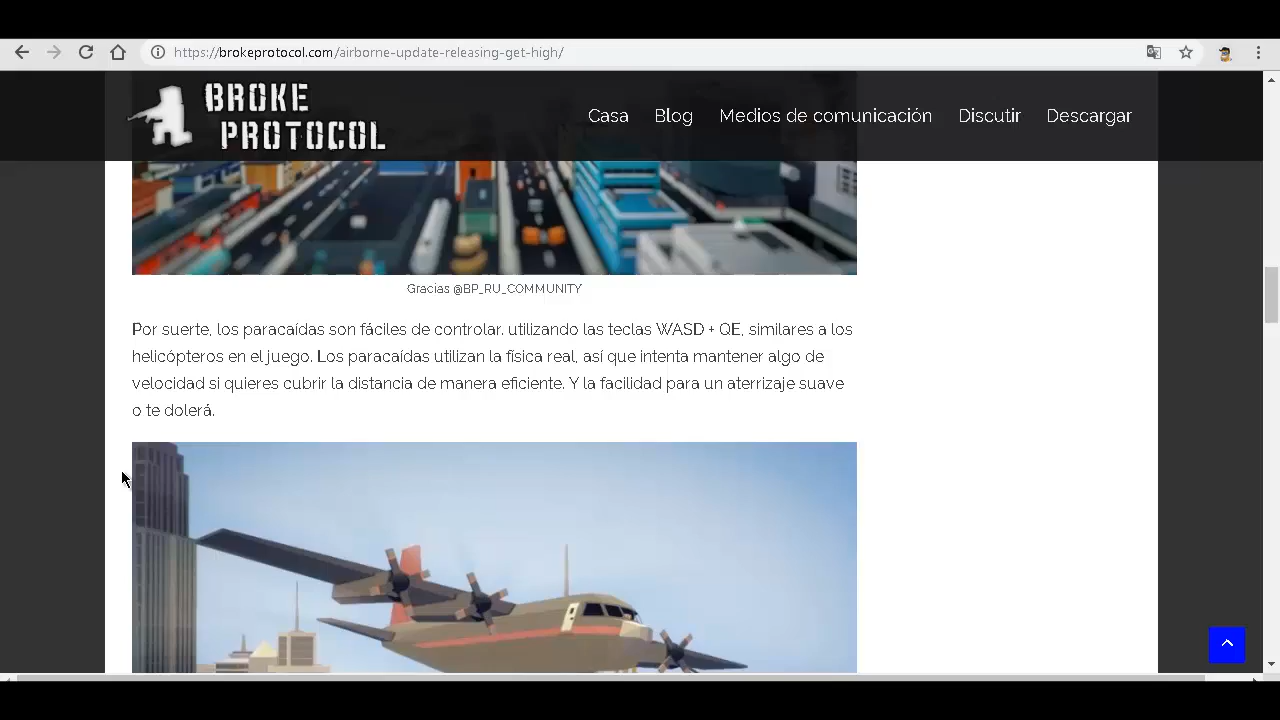 https://brokeprotocol.com/airborne-update-releasing-get-high/
BROKE
PROTOCOL
Casa Blog Medios de comunicación Discutir Descargar
Gracias @BP_RU_COMMUNITY
Por suerte, los paracaídas son fáciles de controlar. utilizando las teclas WASD + QE, similares a los
helicópteros en el juego. Los paracaídas utilizan la física real, así que intenta mantener algo de
velocidad si quieres cubrir la distancia de manera eficiente. Y la facilidad para un aterrizaje suave
o te dolerá.